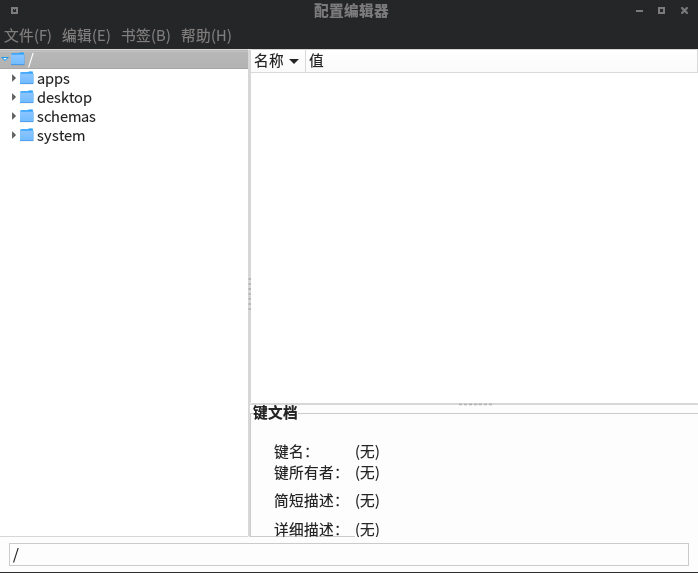 配置编辑器
文件(F) 编辑(E) 书签(B) 帮助(H)
/
apps
desktop
schemas
system
名称 值
键文档
键名： (无)
键所有者： (无)
简短描述： (无)
详细描述： (无)
/